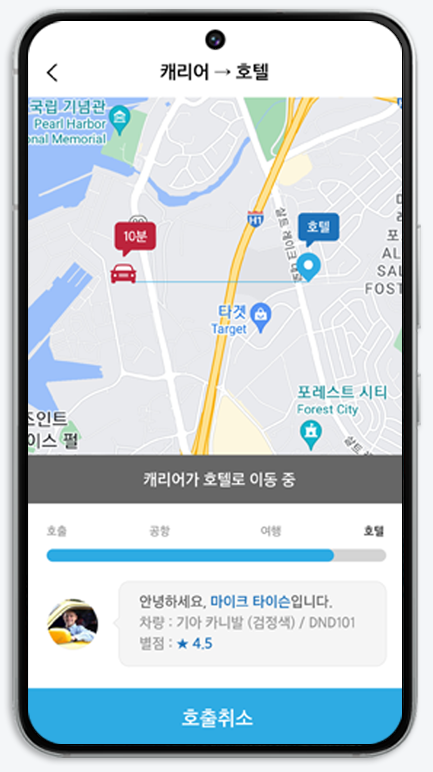 캐리어 → 호텔
국립 기념관
Pearl Harbor
onal Memorial
10분
H1
호텔
솔트 레이크 대로
AL
SAL
FOST
타겟
Target
포레스트 시티
Forest City
조인트
이스 펄
캐리어가 호텔로 이동 중
호출 공항 여행 호텔
안녕하세요, 마이크 타이슨입니다.
차량 : 기아 카니발 (검정색) / DND101
별점 : ★ 4.5
호출취소